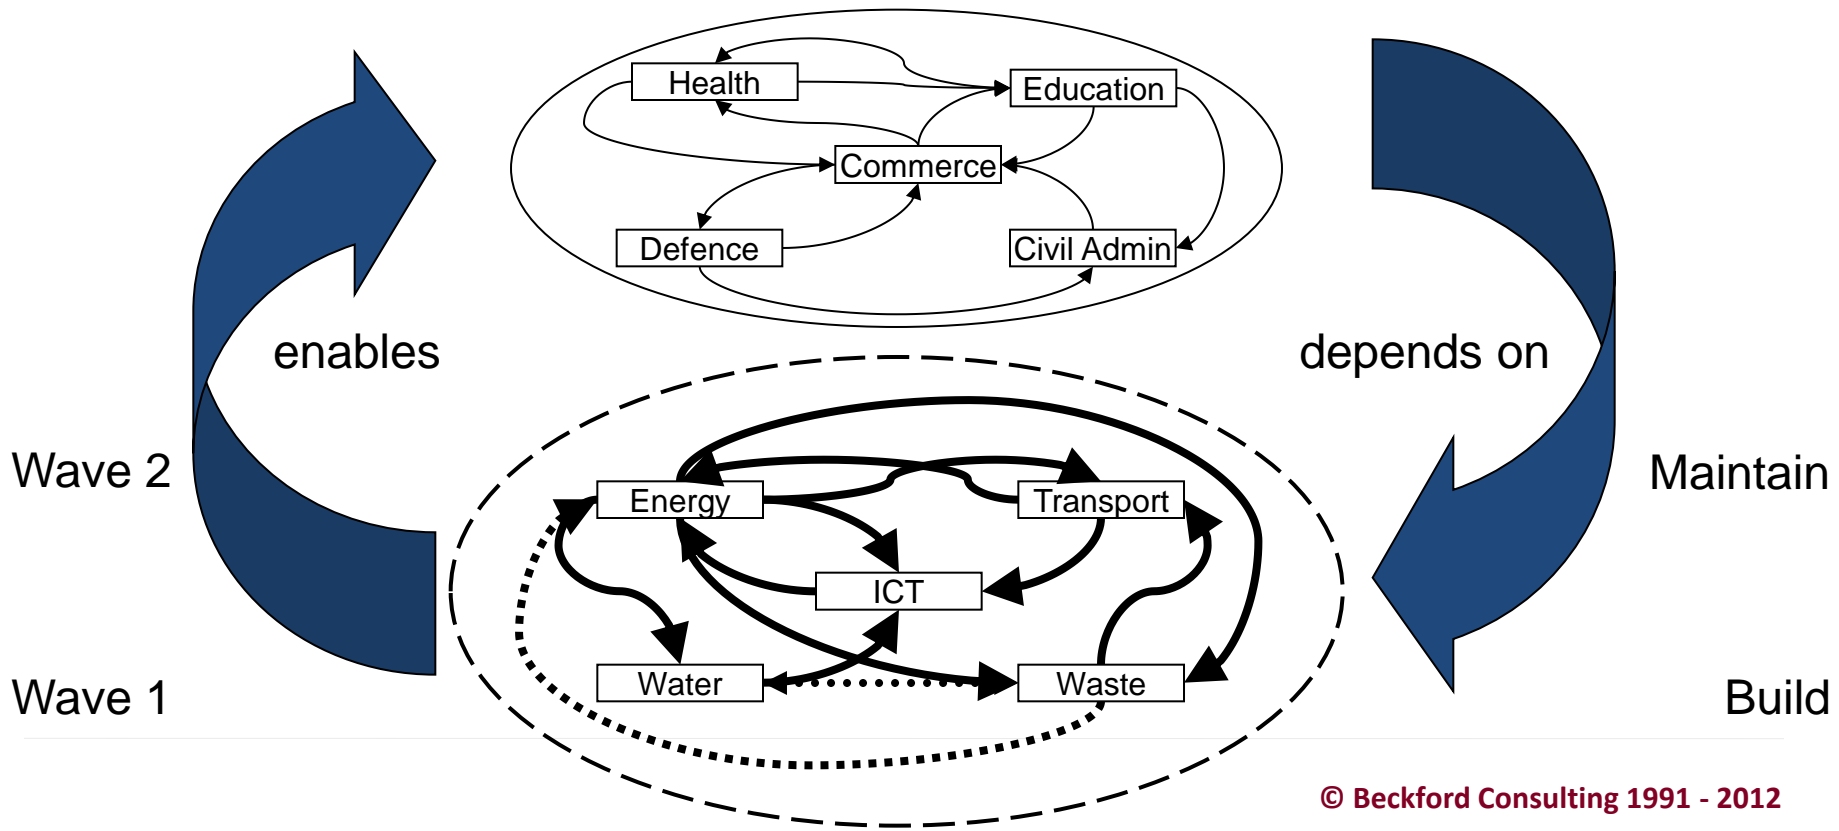 Health
Education
Commerce
Defence
Civil Admin
enables
depends on
Wave 2
Maintain
Energy
Transport
ICT
Water
Waste
Wave 1
Build
© Beckford Consulting 1991 - 2012